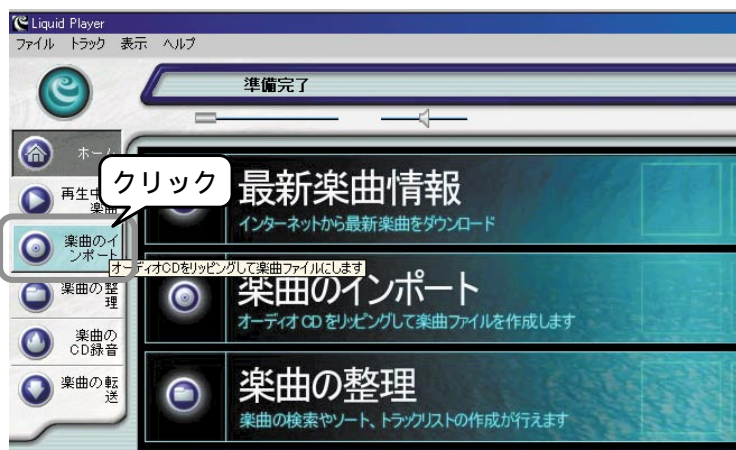 Liquid Player
ファイル トラック 表示 ヘルプ
準備完了
ホーム
クリック
再生中の
楽曲
楽曲のイ
ンポート
オーディオCDをリッピングして楽曲ファイルにします
楽曲の整
理
楽曲の
CD録音
楽曲の転
送
最新楽曲情報
インターネットから最新楽曲をダウンロード
楽曲のインポート
オーディオ CD をリッピングして楽曲ファイルを作成します
楽曲の整理
楽曲の検索やソート、トラックリストの作成が行えます